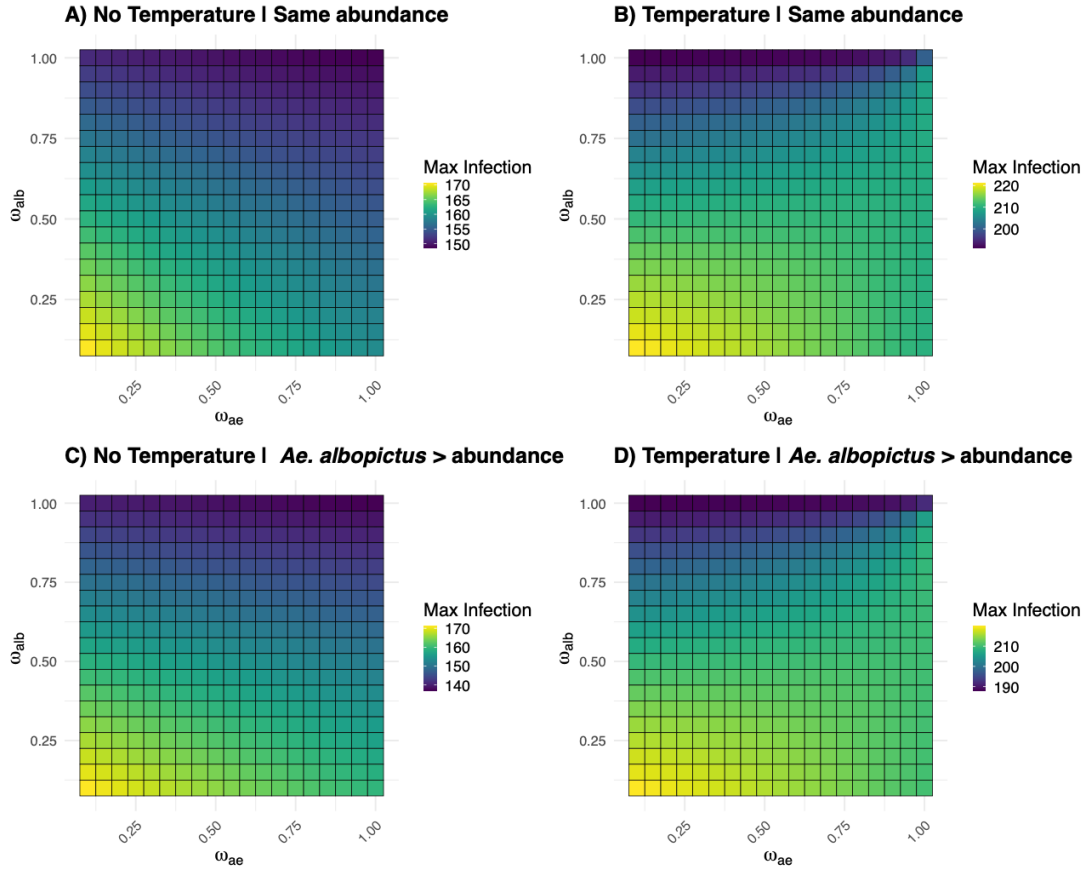 A) No Temperature | Same abundance
1.00
0.75
0.50
0.25
ωalb
0.25
0.50
0.75
1.00
ωae
Max Infection
170
165
160
155
150
B) Temperature | Same abundance
1.00
0.75
0.50
0.25
ωalb
0.25
0.50
0.75
1.00
ωae
Max Infection
220
210
200
C) No Temperature | Ae. albopictus > abundance
1.00
0.75
0.50
0.25
ωalb
0.25
0.50
0.75
1.00
ωae
Max Infection
170
160
150
140
D) Temperature | Ae. albopictus > abundance
1.00
0.75
0.50
0.25
ωalb
0.25
0.50
0.75
1.00
ωae
Max Infection
210
200
190